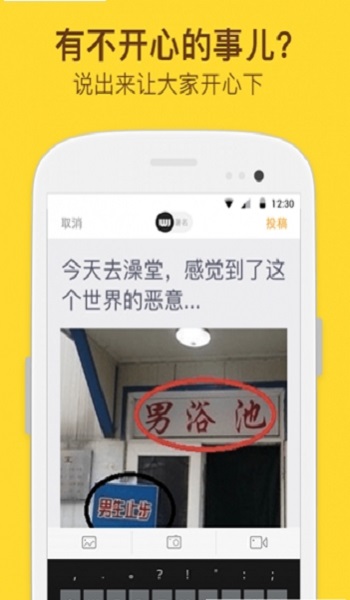 有不开心的事儿?
说出来让大家开心下
12:30
取消
匿名
投稿
今天去澡堂，感觉到了这
个世界的恶意...
男浴池
男生止步
, . ? ! : ;